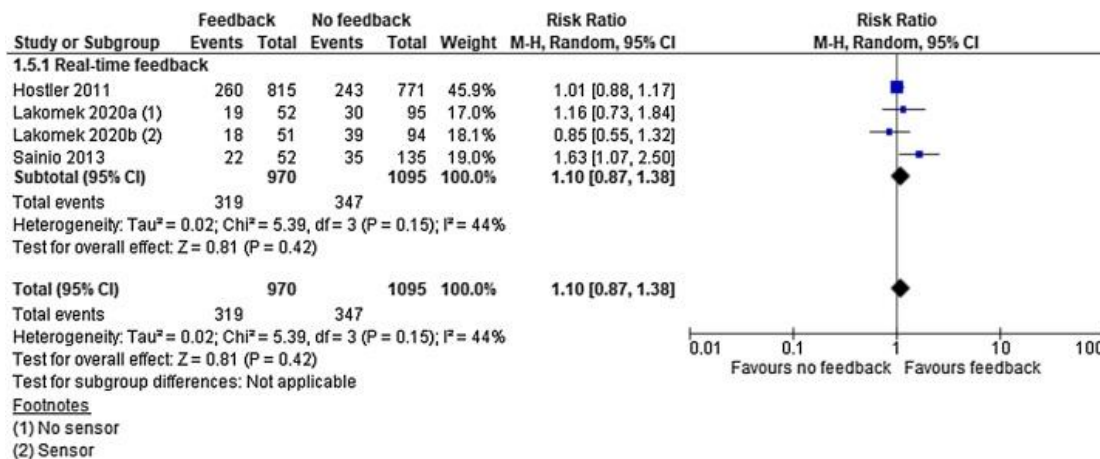 Feedback No feedback Risk Ratio Risk Ratio
Study or Subgroup Events Total Events Total Weight M-H, Random, 95% CI M-H, Random, 95% CI
1.5.1 Real-time feedback
Hostler 2011 260 815 243 771 45.9% 1.01 [0.88, 1.17]
Lakomek 2020a (1) 19 52 30 95 17.0% 1.16 [0.73, 1.84]
Lakomek 2020b (2) 18 51 39 94 18.1% 0.85 [0.55, 1.32]
Sainio 2013 22 52 35 135 19.0% 1.63 [1.07, 2.50]
Subtotal (95% CI) 970 1095 100.0% 1.10 [0.87, 1.38]
Total events 319 347
Heterogeneity: Tau² = 0.02; Chi² = 5.39, df = 3 (P = 0.15); I² = 44%
Test for overall effect: Z = 0.81 (P = 0.42)
Total (95% CI) 970 1095 100.0% 1.10 [0.87, 1.38]
Total events 319 347
Heterogeneity: Tau² = 0.02; Chi² = 5.39, df = 3 (P = 0.15); I² = 44%
Test for overall effect: Z = 0.81 (P = 0.42)
Test for subgroup differences: Not applicable
0.01 0.1 1 10 100
Favours no feedback Favours feedback
Footnotes
(1) No sensor
(2) Sensor